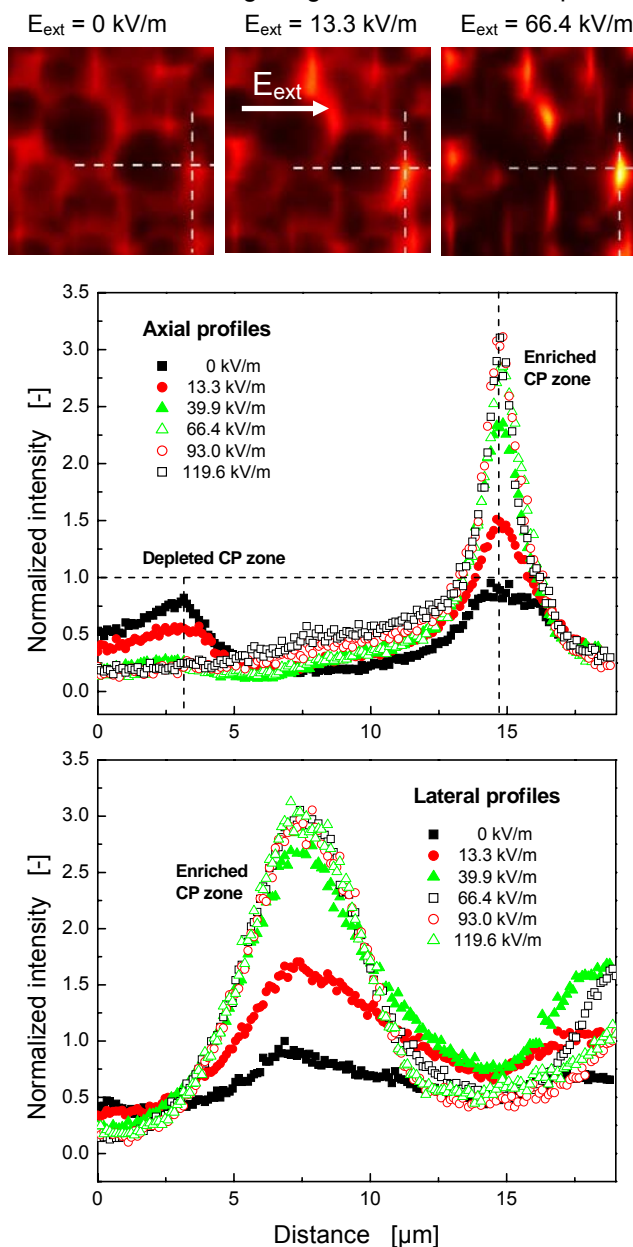 E_ext = 0 kV/m E_ext = 13.3 kV/m E_ext = 66.4 kV/m
E_ext
3.5
3.0
2.5
2.0
1.5
1.0
0.5
0.0
Normalized intensity [-]
Axial profiles
0 kV/m
13.3 kV/m
39.9 kV/m
66.4 kV/m
93.0 kV/m
119.6 kV/m
Enriched
CP zone
Depleted CP zone
0 5 10 15
3.5
3.0
2.5
2.0
1.5
1.0
0.5
0.0
Normalized intensity [-]
Lateral profiles
0 kV/m
13.3 kV/m
39.9 kV/m
66.4 kV/m
93.0 kV/m
119.6 kV/m
Enriched
CP zone
0 5 10 15
Distance [µm]